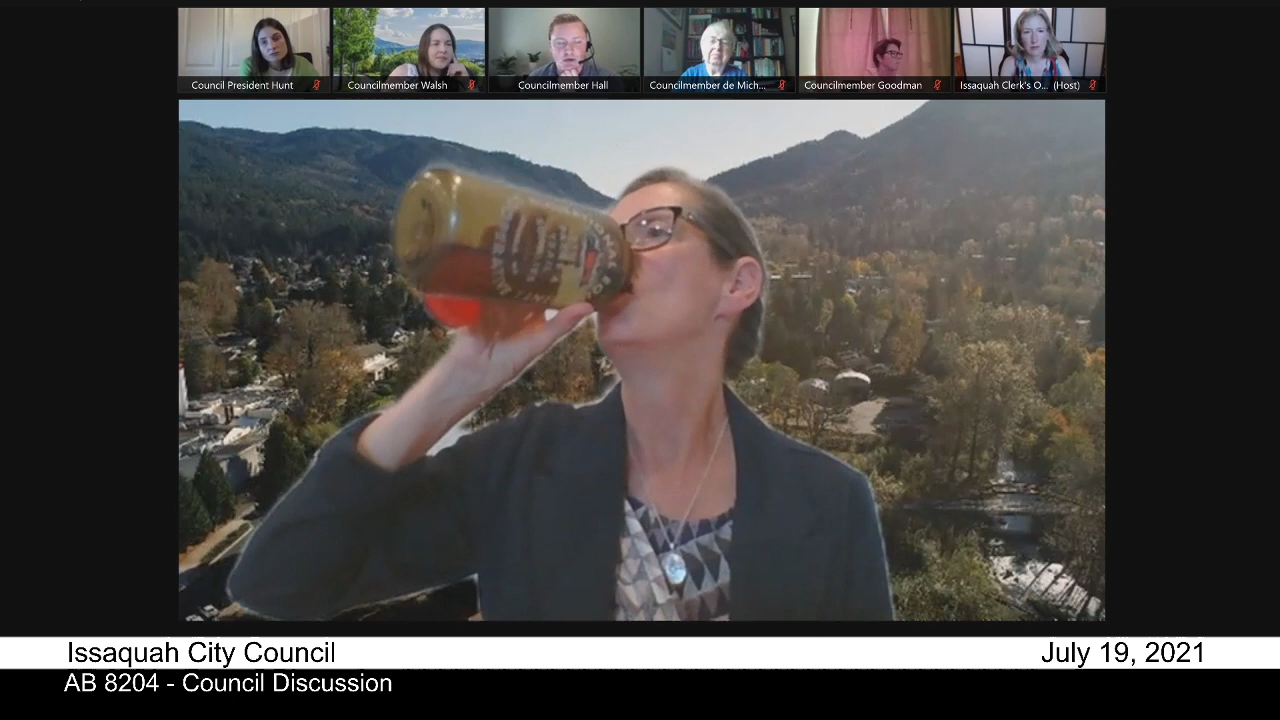 Council President Hunt
Councilmember Walsh
Councilmember Hall
Councilmember de Mich...
Councilmember Goodman
Issaquah Clerk's O... (Host)
Issaquah City Council
July 19, 2021
AB 8204 - Council Discussion